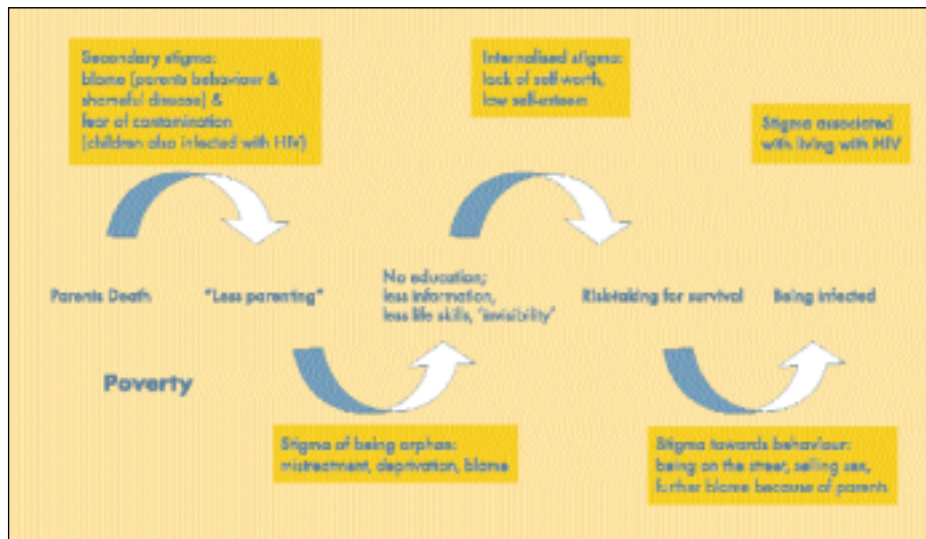 Secondary stigma:
blame (parents behaviour &
shameful disease) &
fear of contamination
(children also infected with HIV)
Internalised stigma:
lack of self-worth,
low self-esteem
Stigma associated
with living with HIV
Parents Death
"Less parenting"
No education;
less information,
less life skills, 'invisibility'
Risk-taking for survival
Being infected
Poverty
Stigma of being orphan:
mistreatment, deprivation, blame
Stigma towards behaviour:
being on the street, selling sex,
further blame because of parents